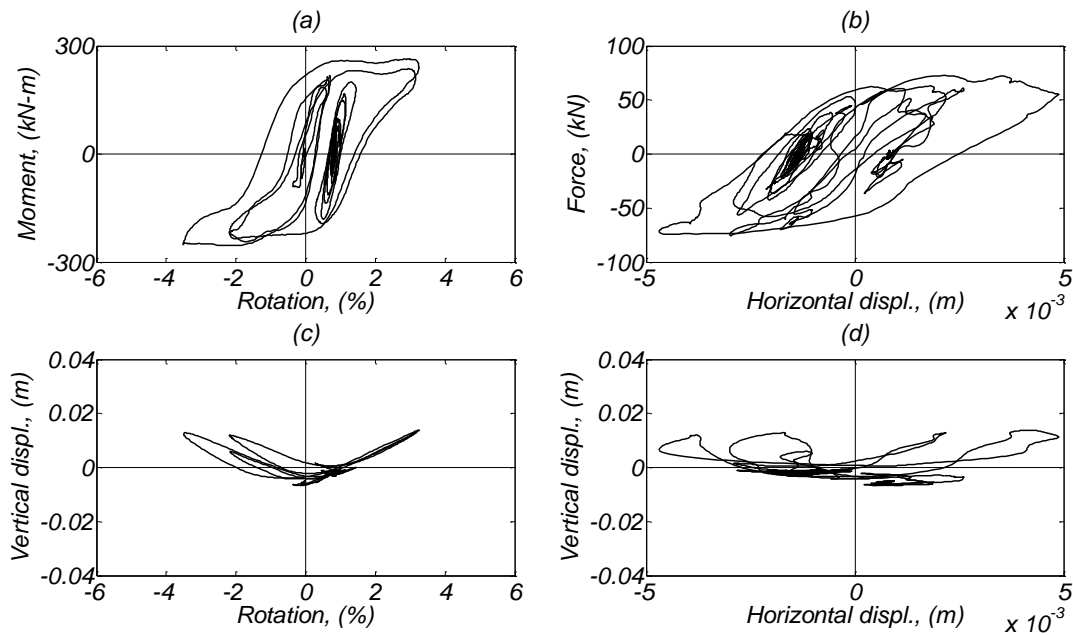 (a)
300
0
-300
Moment, (kN-m)
-6 -4 -2 0 2 4 6
Rotation, (%)
(b)
100
50
0
-50
-100
Force, (kN)
-5 0 5
Horizontal displ., (m)
x 10-3
(c)
0.04
0.02
0
-0.02
-0.04
Vertical displ., (m)
-6 -4 -2 0 2 4 6
Rotation, (%)
(d)
0.04
0.02
0
-0.02
-0.04
Vertical displ., (m)
-5 0 5
Horizontal displ., (m)
x 10-3